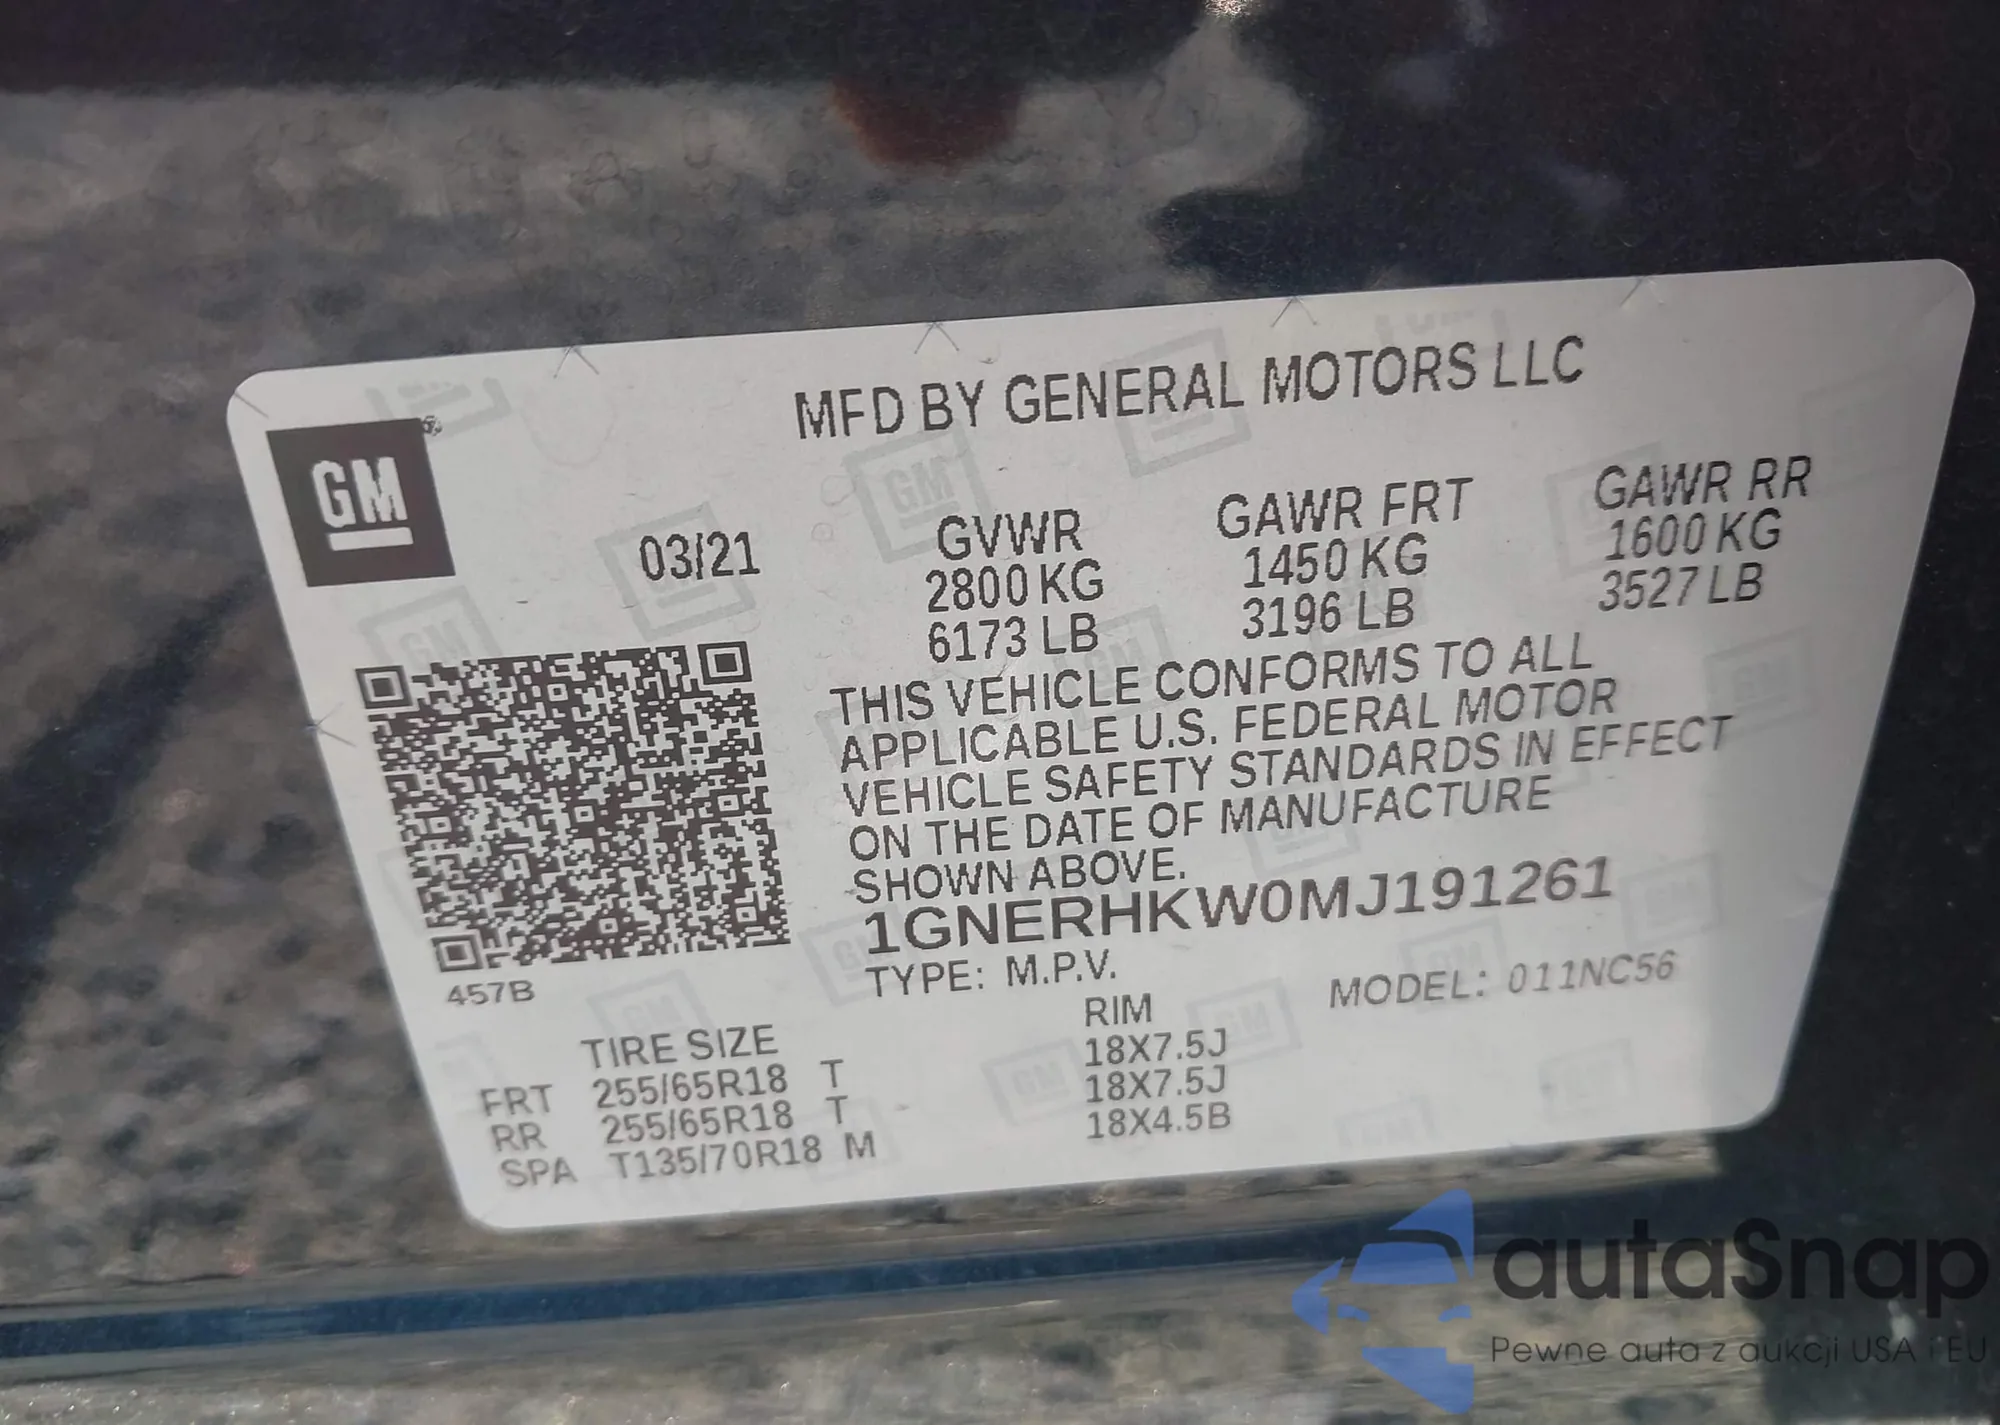 MFD BY GENERAL MOTORS LLC
GM
03/21
GVWR GAWR FRT GAWR RR
2800 KG 1450 KG 1600 KG
6173 LB 3196 LB 3527 LB
THIS VEHICLE CONFORMS TO ALL
APPLICABLE U.S. FEDERAL MOTOR
VEHICLE SAFETY STANDARDS IN EFFECT
ON THE DATE OF MANUFACTURE
SHOWN ABOVE.
1GNERHKW0MJ191261
TYPE: M.P.V. MODEL: 011NC56
457B
TIRE SIZE RIM
FRT 255/65R18 T 18X7.5J
RR 255/65R18 T 18X7.5J
SPA T135/70R18 M 18X4.5B
autaSnap
Pewne auta z aukcji USA i EU